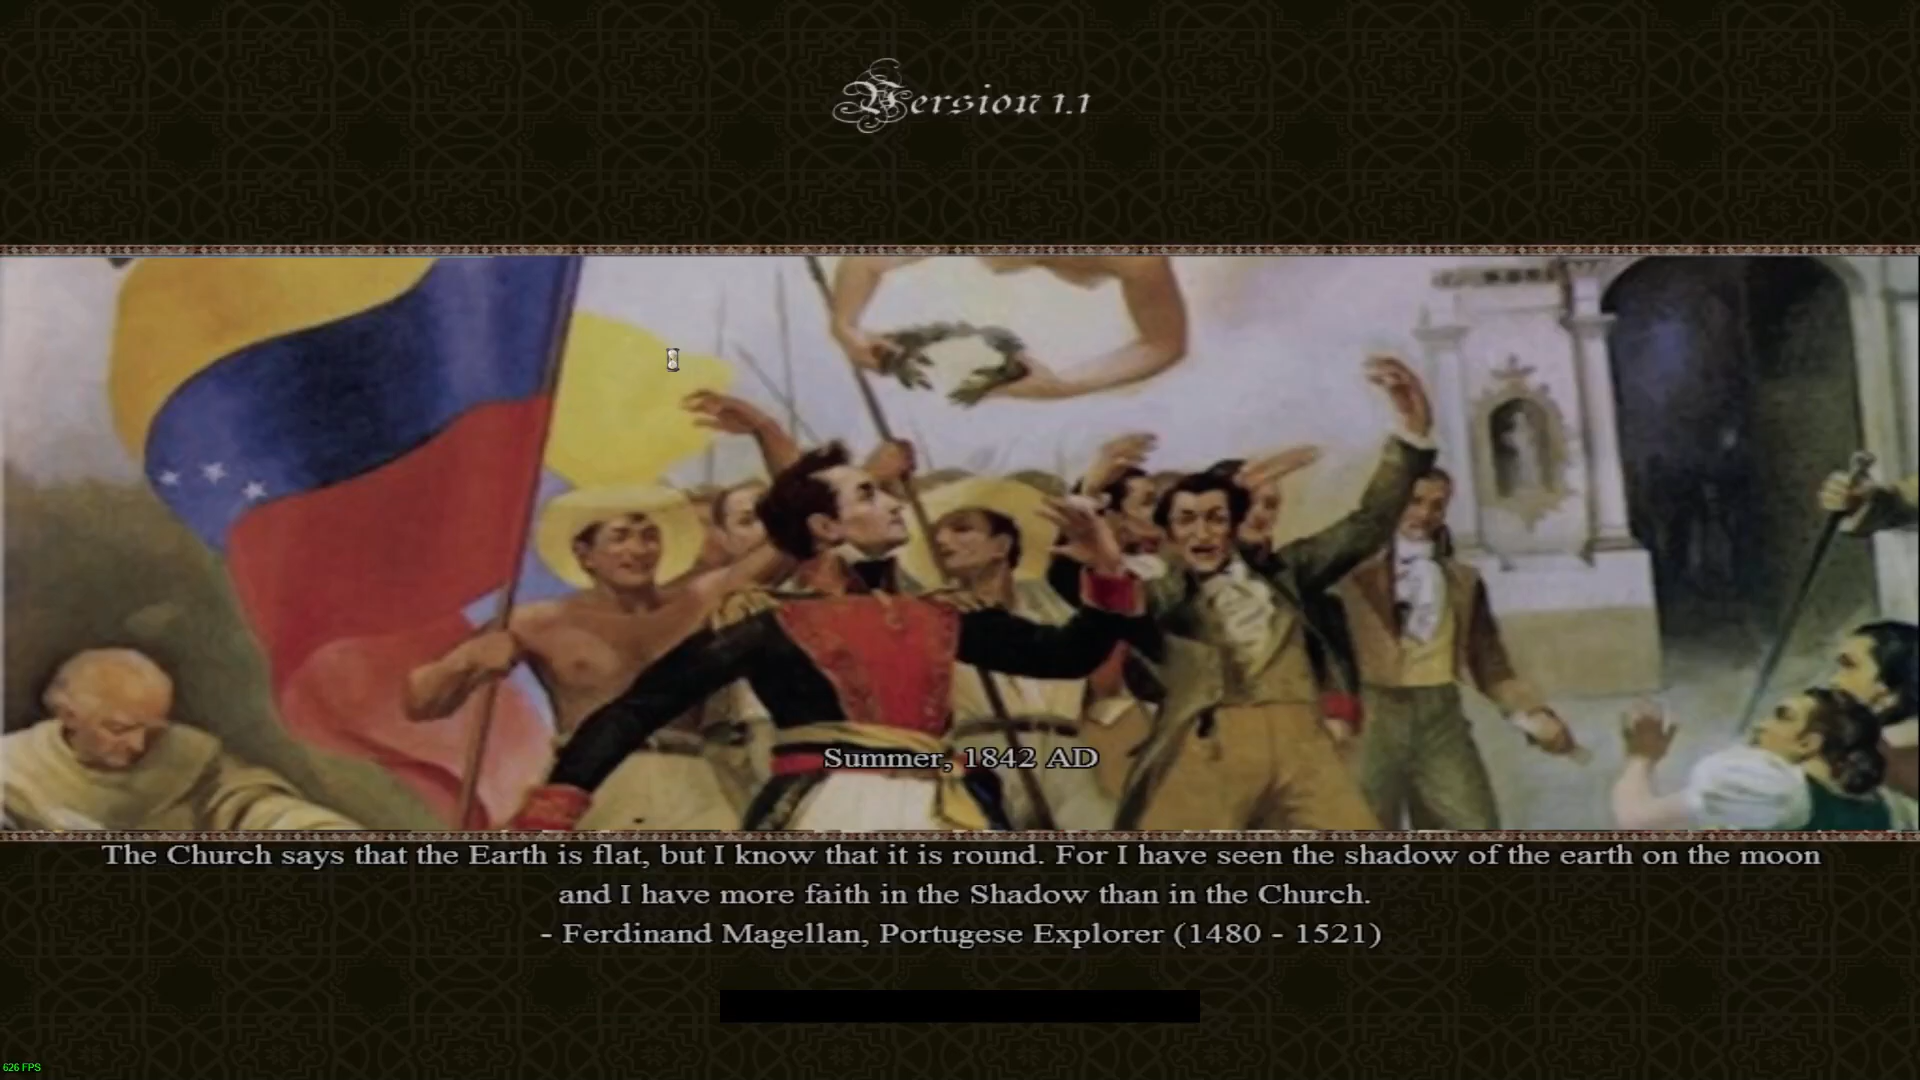 Version 1.1
Summer, 1842 AD
The Church says that the Earth is flat, but I know that it is round. For I have seen the shadow of the earth on the moon
and I have more faith in the Shadow than in the Church.
- Ferdinand Magellan, Portugese Explorer (1480 - 1521)
626 FPS